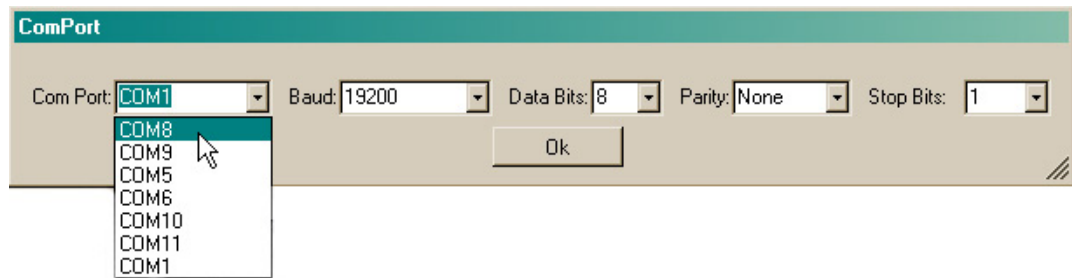 ComPort
Com Port: COM1 Baud: 19200 Data Bits: 8 Parity: None Stop Bits: 1
COM8
Ok
COM9
COM5
COM6
COM10
COM11
COM1